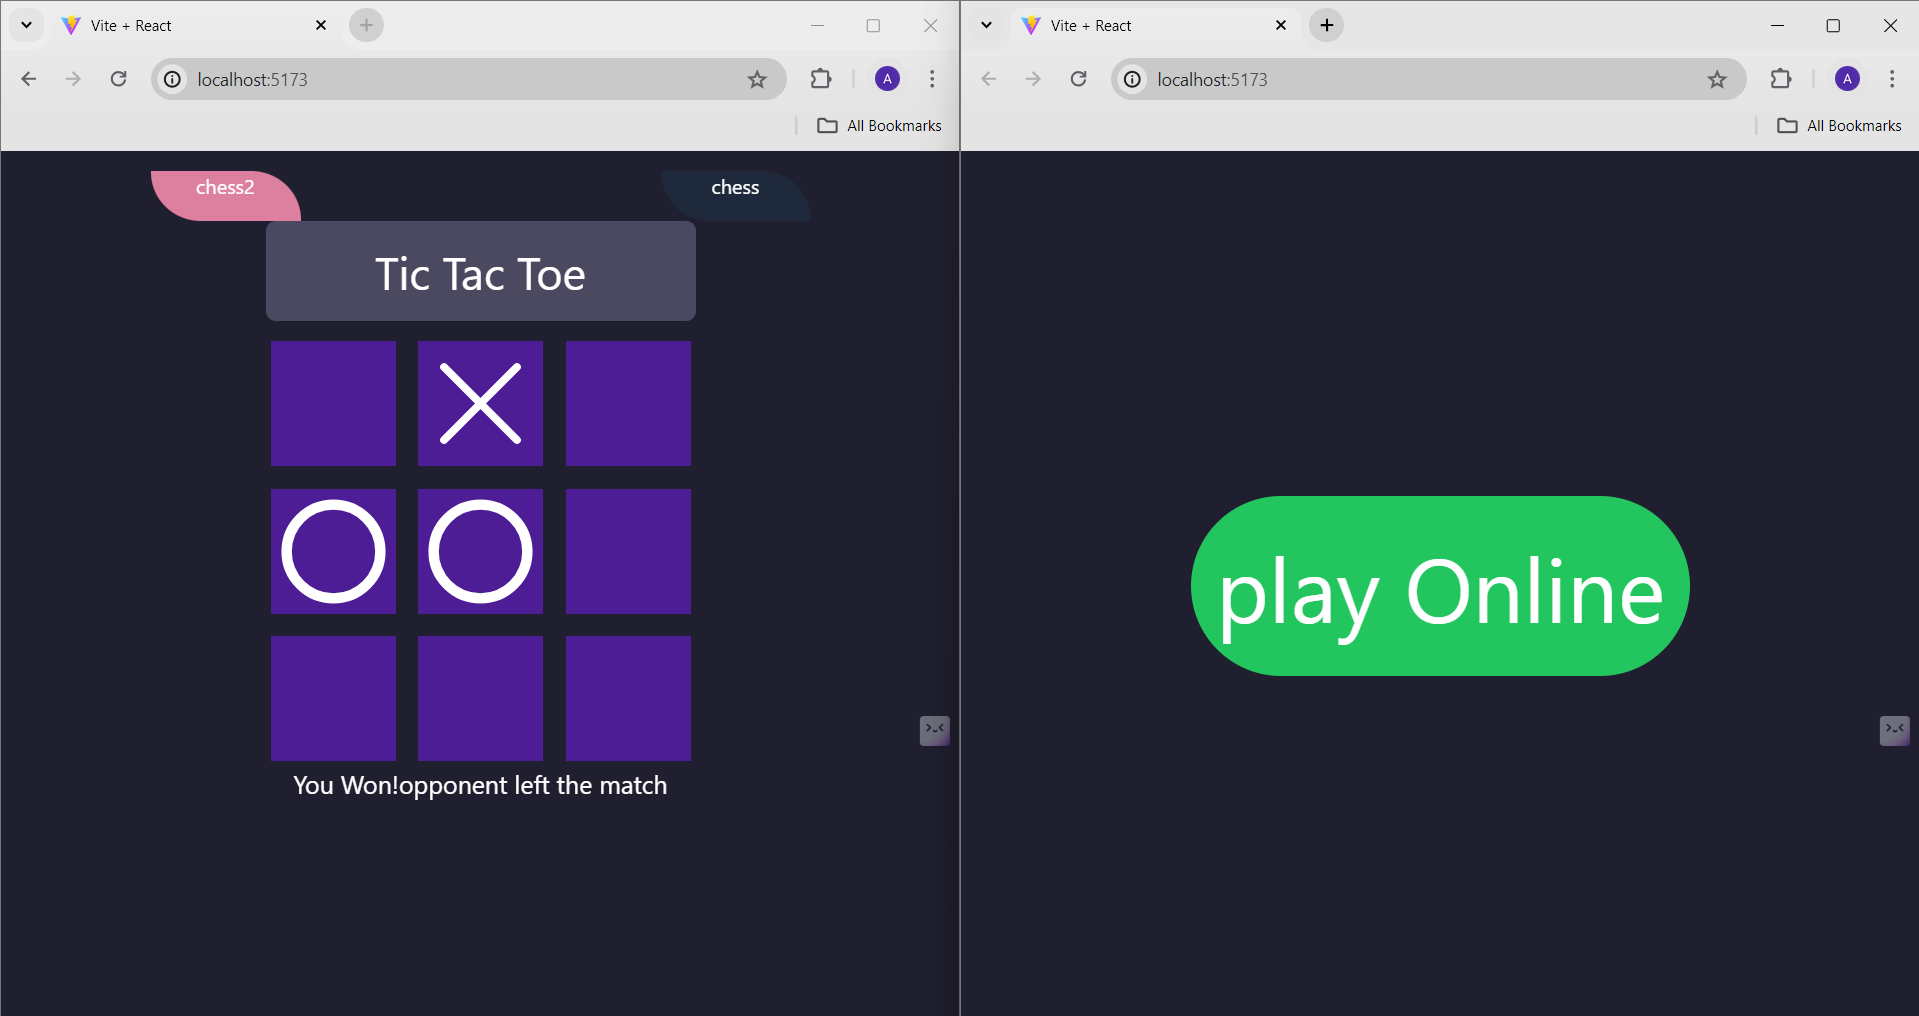 Vite + React
localhost:5173
A
All Bookmarks
chess2
chess
Tic Tac Toe
You Won!opponent left the match
Vite + React
localhost:5173
A
All Bookmarks
play Online